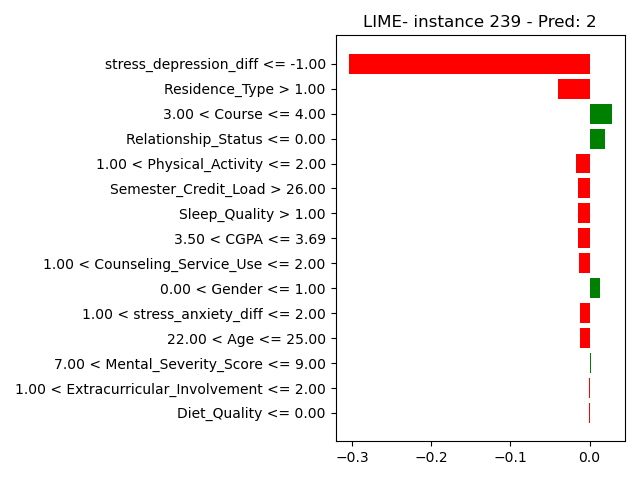 LIME- instance 239 - Pred: 2
stress_depression_diff <= -1.00
Residence_Type > 1.00
3.00 < Course <= 4.00
Relationship_Status <= 0.00
1.00 < Physical_Activity <= 2.00
Semester_Credit_Load > 26.00
Sleep_Quality > 1.00
3.50 < CGPA <= 3.69
1.00 < Counseling_Service_Use <= 2.00
0.00 < Gender <= 1.00
1.00 < stress_anxiety_diff <= 2.00
22.00 < Age <= 25.00
7.00 < Mental_Severity_Score <= 9.00
1.00 < Extracurricular_Involvement <= 2.00
Diet_Quality <= 0.00
−0.3 −0.2 −0.1 0.0